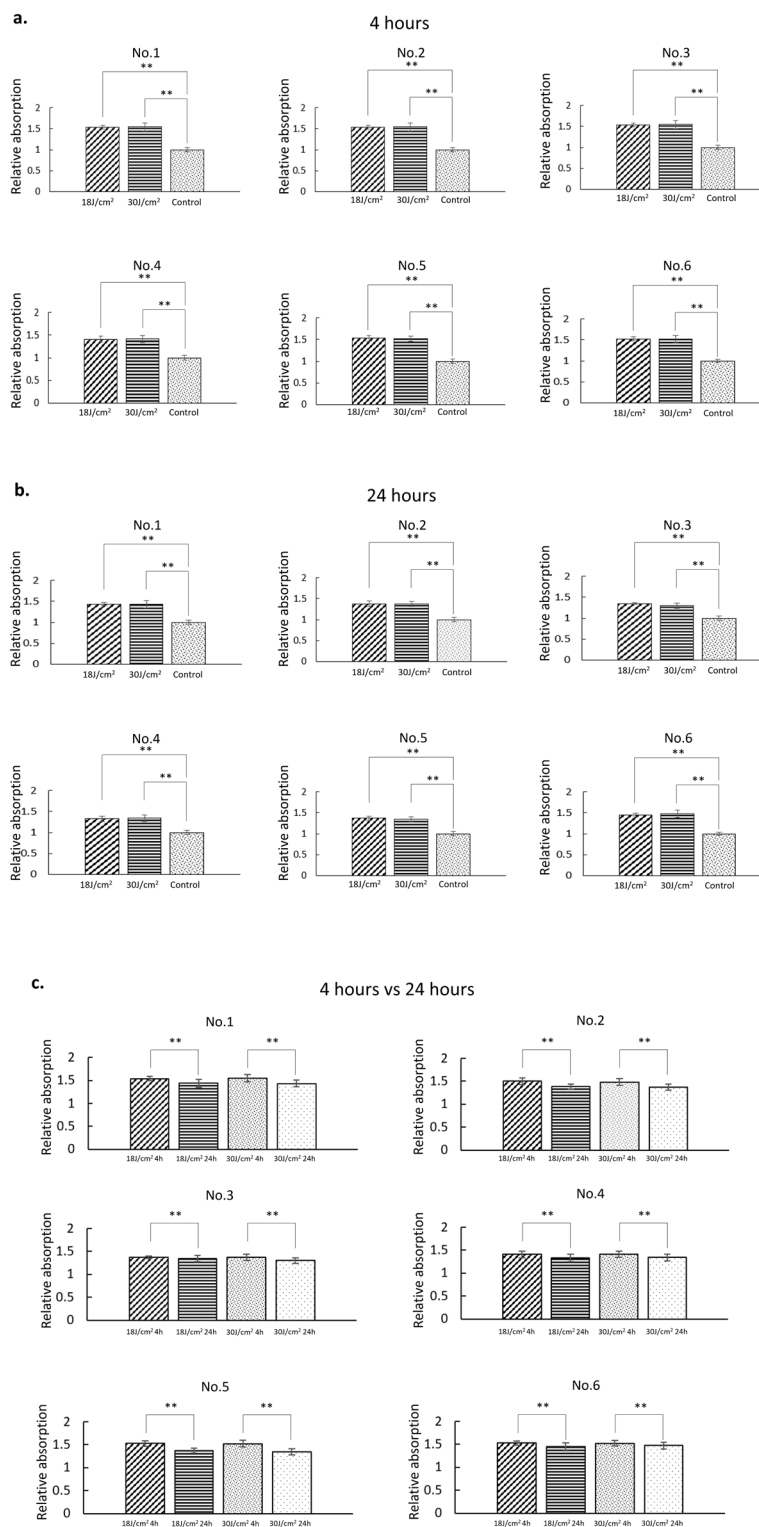 a.
4 hours
No.1
No.2
No.3
**
**
**
**
**
**
Relative absorption
2
1.5
1
0.5
0
18J/cm² 30J/cm² Control
Relative absorption
2
1.5
1
0.5
0
18J/cm² 30J/cm² Control
Relative absorption
2
1.5
1
0.5
0
18J/cm² 30J/cm² Control
No.4
No.5
No.6
**
**
**
**
**
**
Relative absorption
2
1.5
1
0.5
0
18J/cm² 30J/cm² Control
Relative absorption
2
1.5
1
0.5
0
18J/cm² 30J/cm² Control
Relative absorption
2
1.5
1
0.5
0
18J/cm² 30J/cm² Control
b.
24 hours
No.1
No.2
No.3
**
**
**
**
**
**
Relative absorption
2
1.5
1
0.5
0
18J/cm² 30J/cm² Control
Relative absorption
2
1.5
1
0.5
0
18J/cm² 30J/cm² Control
Relative absorption
2
1.5
1
0.5
0
18J/cm² 30J/cm² Control
No.4
No.5
No.6
**
**
**
**
**
**
Relative absorption
2
1.5
1
0.5
0
18J/cm² 30J/cm² Control
Relative absorption
2
1.5
1
0.5
0
18J/cm² 30J/cm² Control
Relative absorption
2
1.5
1
0.5
0
18J/cm² 30J/cm² Control
c.
4 hours vs 24 hours
No.1
** **
Relative absorption
2
1.5
1
0.5
0
18J/cm² 4h 18J/cm² 24h 30J/cm² 4h 30J/cm² 24h
No.2
** **
Relative absorption
2
1.5
1
0.5
0
18J/cm² 4h 18J/cm² 24h 30J/cm² 4h 30J/cm² 24h
No.3
** **
Relative absorption
2
1.5
1
0.5
0
18J/cm² 4h 18J/cm² 24h 30J/cm² 4h 30J/cm² 24h
No.4
** **
Relative absorption
2
1.5
1
0.5
0
18J/cm² 4h 18J/cm² 24h 30J/cm² 4h 30J/cm² 24h
No.5
** **
Relative absorption
2
1.5
1
0.5
0
18J/cm² 4h 18J/cm² 24h 30J/cm² 4h 30J/cm² 24h
No.6
** **
Relative absorption
2
1.5
1
0.5
0
18J/cm² 4h 18J/cm² 24h 30J/cm² 4h 30J/cm² 24h